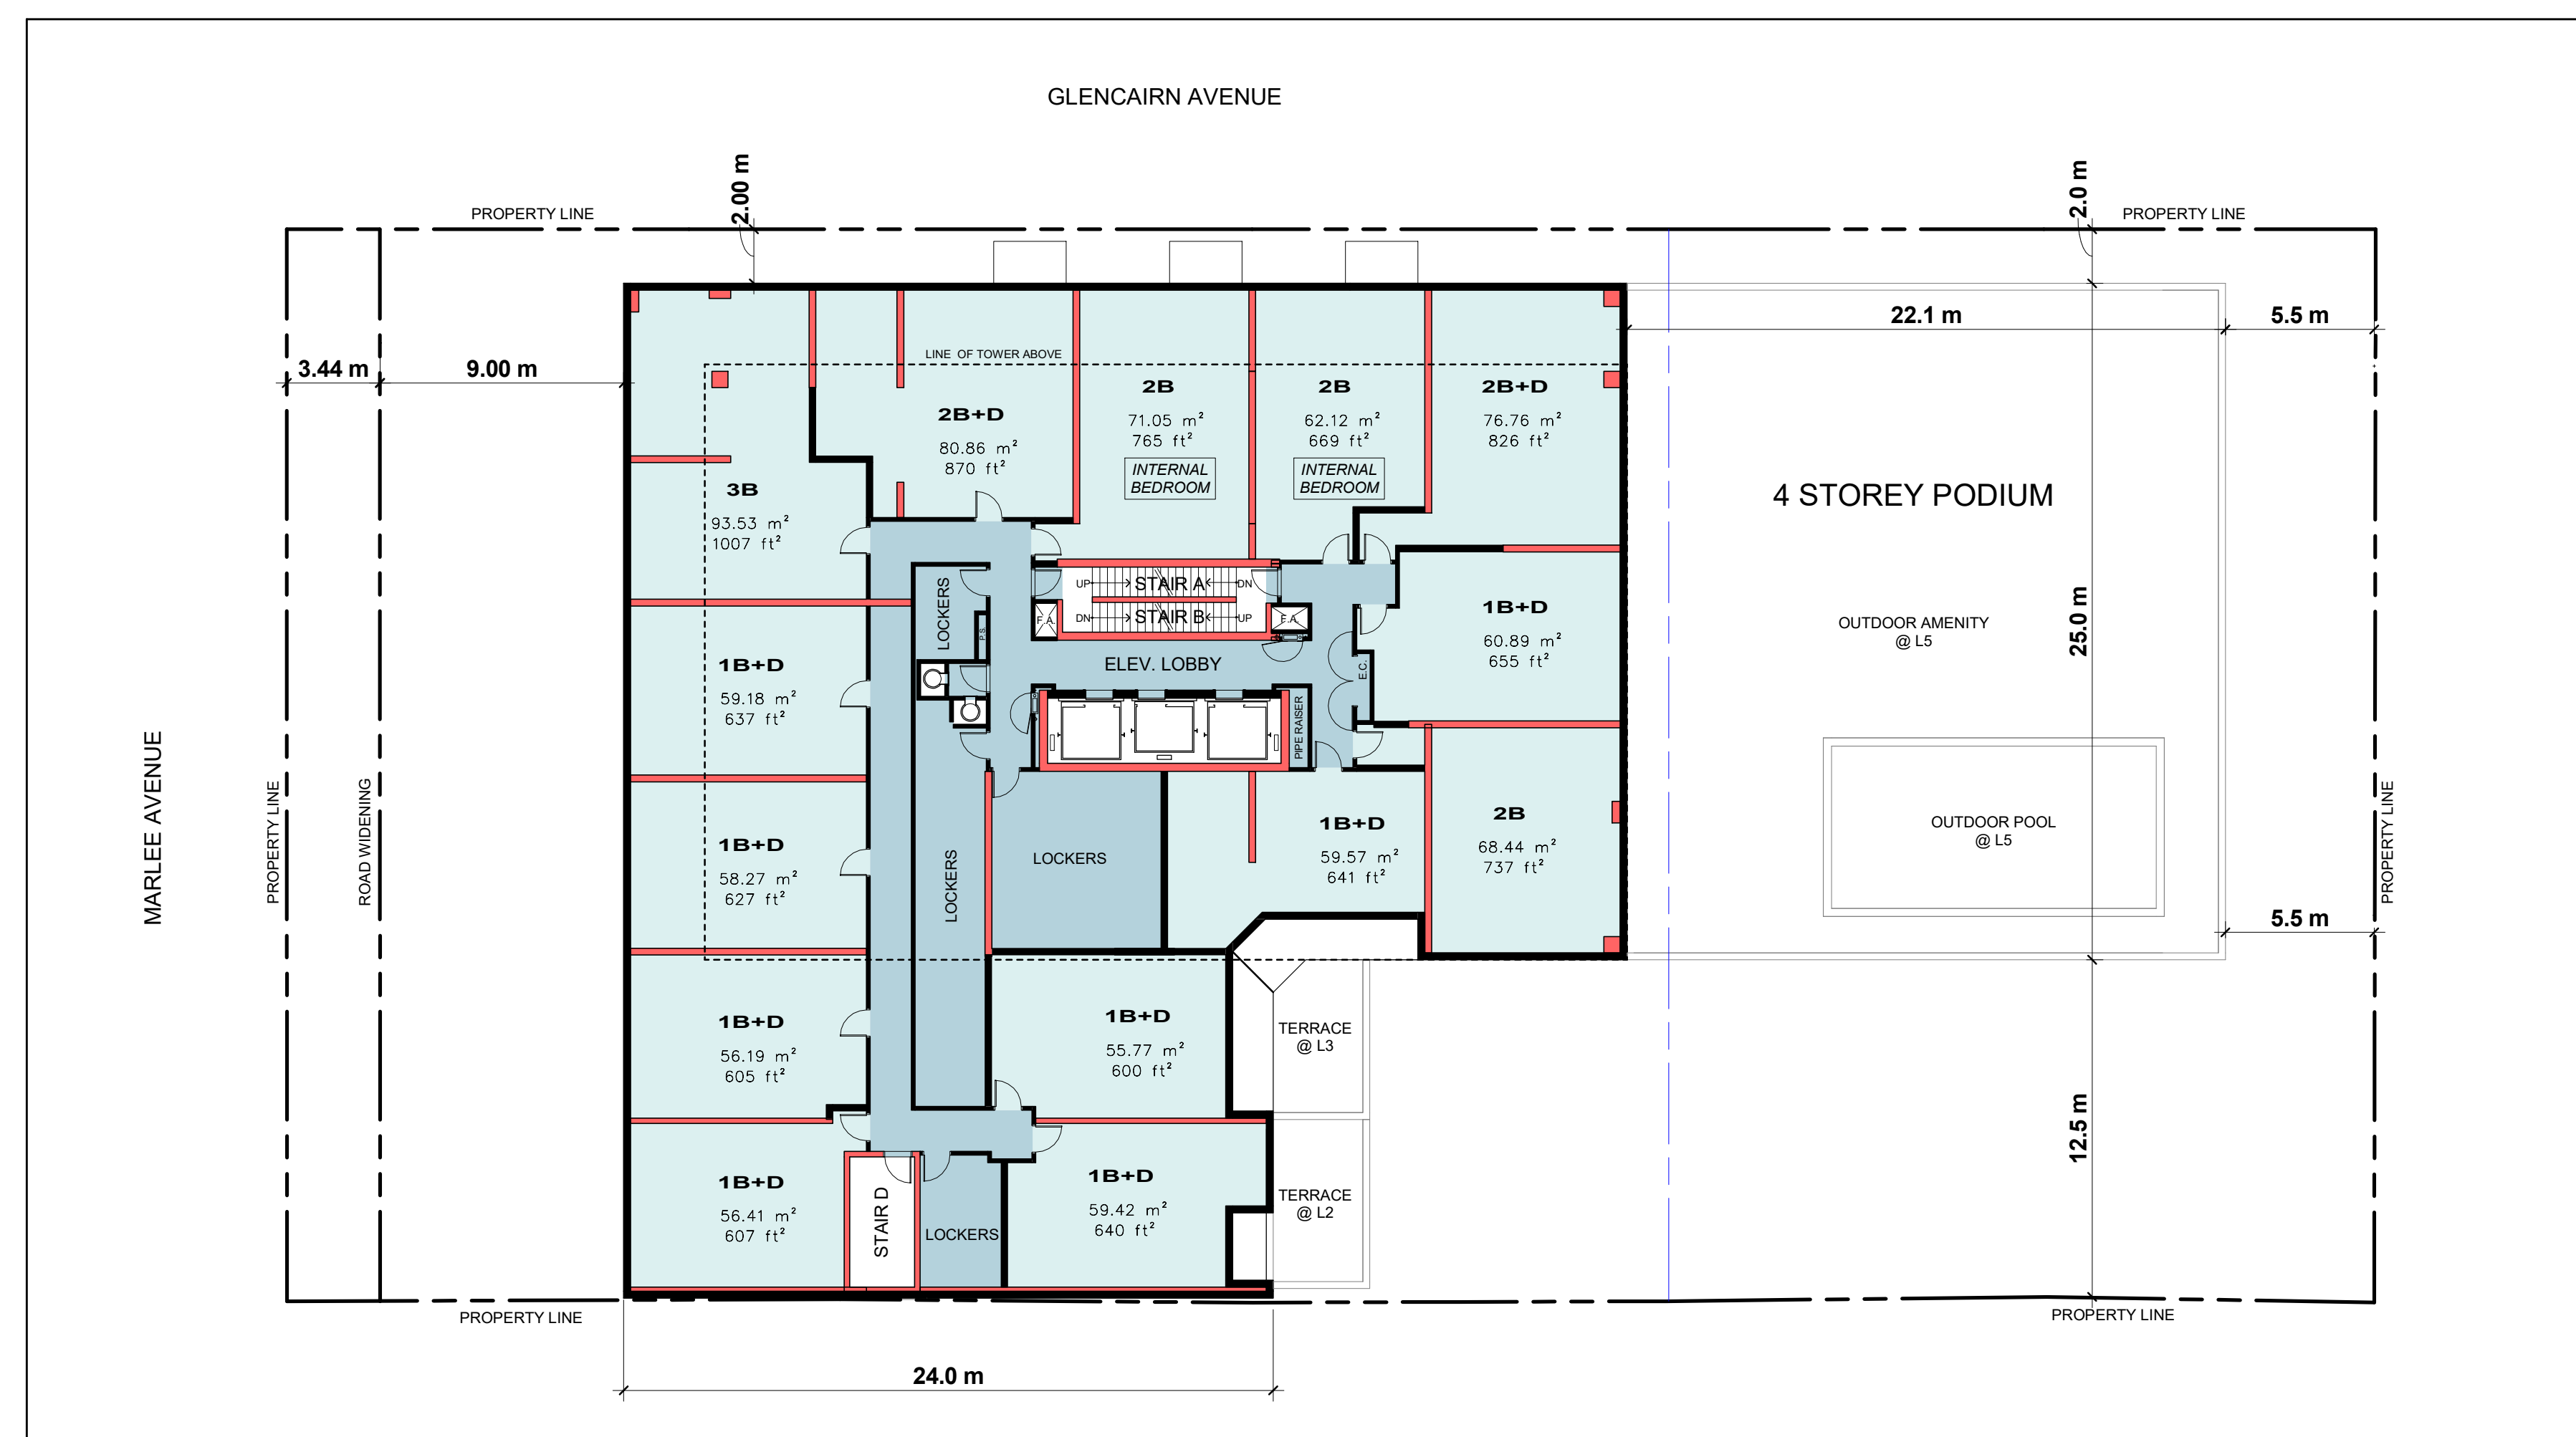 GLENCAIRN AVENUE
2.00 m
2.0 m
PROPERTY LINE
PROPERTY LINE
22.1 m
5.5 m
3.44 m
9.00 m
LINE OF TOWER ABOVE
2B+D
80.86 m²
870 ft²
2B
71.05 m²
765 ft²
INTERNAL
BEDROOM
2B
62.12 m²
669 ft²
INTERNAL
BEDROOM
2B+D
76.76 m²
826 ft²
4 STOREY PODIUM
3B
93.53 m²
1007 ft²
LOCKERS
UP
STAIR A
DN
DN
STAIR B
UP
F.A.
F.A.
P.S.
ELEV. LOBBY
E.C.
PIPE RAISER
1B+D
60.89 m²
655 ft²
OUTDOOR AMENITY
@ L5
25.0 m
1B+D
59.18 m²
637 ft²
MARLEE AVENUE
PROPERTY LINE
ROAD WIDENING
1B+D
58.27 m²
627 ft²
LOCKERS
LOCKERS
1B+D
59.57 m²
641 ft²
2B
68.44 m²
737 ft²
OUTDOOR POOL
@ L5
PROPERTY LINE
5.5 m
1B+D
56.19 m²
605 ft²
1B+D
55.77 m²
600 ft²
TERRACE
@ L3
12.5 m
1B+D
56.41 m²
607 ft²
STAIR D
LOCKERS
1B+D
59.42 m²
640 ft²
TERRACE
@ L2
PROPERTY LINE
PROPERTY LINE
24.0 m